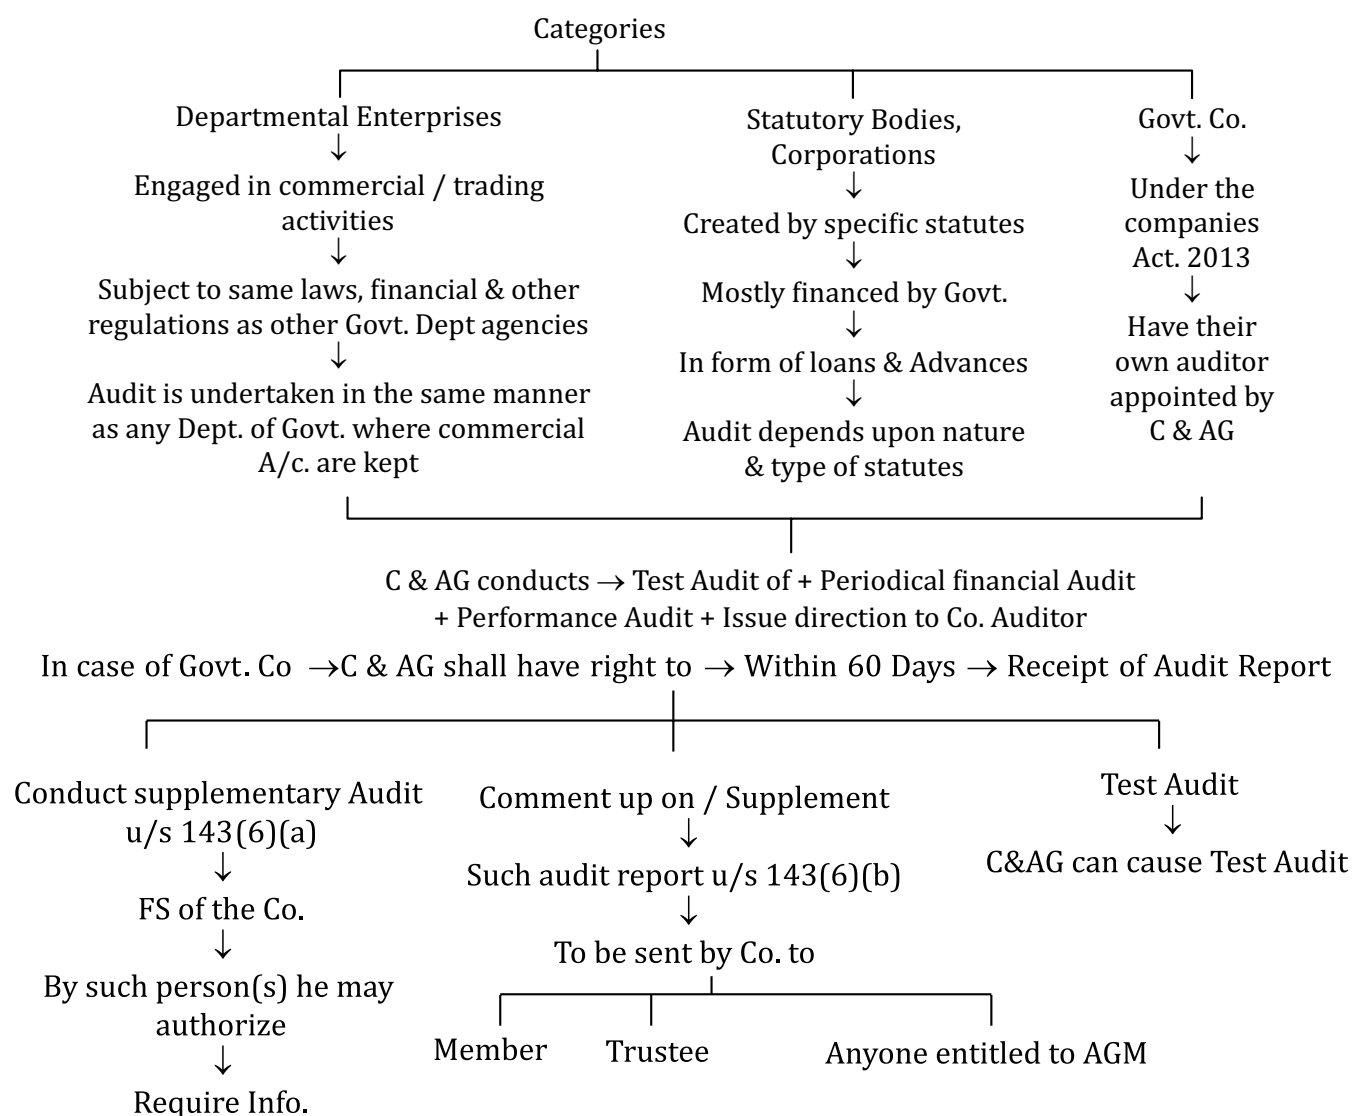 Categories
Departmental Enterprises
↓
Engaged in commercial / trading
activities
↓
Subject to same laws, financial & other
regulations as other Govt. Dept agencies
↓
Audit is undertaken in the same manner
as any Dept. of Govt. where commercial
A/c. are kept
Statutory Bodies,
Corporations
↓
Created by specific statutes
↓
Mostly financed by Govt.
↓
In form of loans & Advances
↓
Audit depends upon nature
& type of statutes
Govt. Co.
↓
Under the
companies
Act. 2013
↓
Have their
own auditor
appointed by
C & AG
C & AG conducts → Test Audit of + Periodical financial Audit
+ Performance Audit + Issue direction to Co. Auditor
In case of Govt. Co →C & AG shall have right to → Within 60 Days → Receipt of Audit Report
Conduct supplementary Audit
u/s 143(6)(a)
↓
FS of the Co.
↓
By such person(s) he may
authorize
↓
Require Info.
Comment up on / Supplement
↓
Such audit report u/s 143(6)(b)
↓
To be sent by Co. to
Member
Trustee
Anyone entitled to AGM
Test Audit
↓
C&AG can cause Test Audit